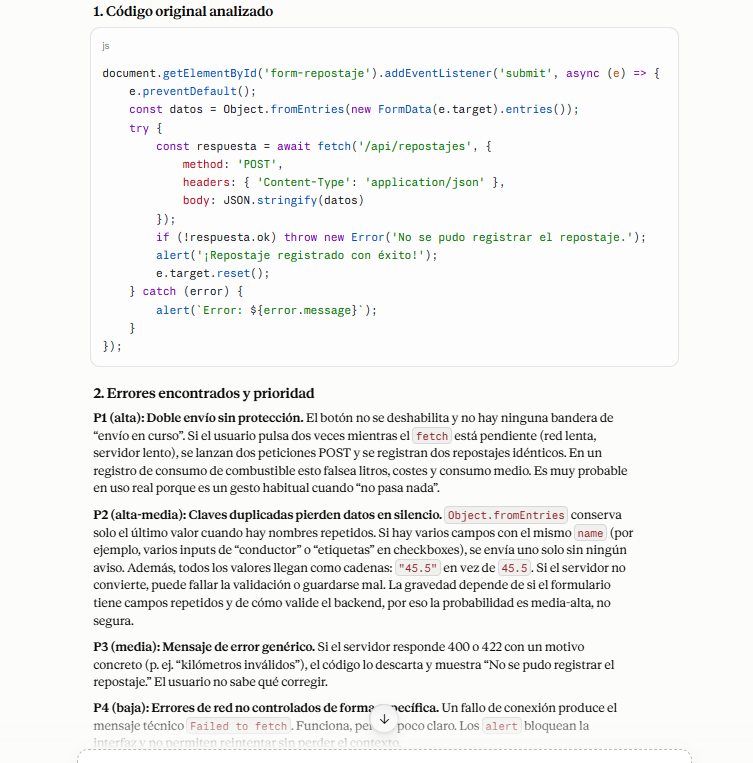 1. Código original analizado
js
document.getElementById('form-repostaje').addEventListener('submit', async (e) => {
    e.preventDefault();
    const datos = Object.fromEntries(new FormData(e.target).entries());
    try {
        const respuesta = await fetch('/api/repostajes', {
            method: 'POST',
            headers: { 'Content-Type': 'application/json' },
            body: JSON.stringify(datos)
        });
        if (!respuesta.ok) throw new Error('No se pudo registrar el repostaje.');
        alert('¡Repostaje registrado con éxito!');
        e.target.reset();
    } catch (error) {
        alert(`Error: ${error.message}`);
    }
});
2. Errores encontrados y prioridad
P1 (alta): Doble envío sin protección. El botón no se deshabilita y no hay ninguna bandera de
“envío en curso”. Si el usuario pulsa dos veces mientras el fetch está pendiente (red lenta,
servidor lento), se lanzan dos peticiones POST y se registran dos repostajes idénticos. En un
registro de consumo de combustible esto falsea litros, costes y consumo medio. Es muy probable
en uso real porque es un gesto habitual cuando “no pasa nada”.
P2 (alta-media): Claves duplicadas pierden datos en silencio. Object.fromEntries conserva
solo el último valor cuando hay nombres repetidos. Si hay varios campos con el mismo name (por
ejemplo, varios inputs de “conductor” o “etiquetas” en checkboxes), se envía uno solo sin ningún
aviso. Además, todos los valores llegan como cadenas: "45.5" en vez de 45.5. Si el servidor no
convierte, puede fallar la validación o guardarse mal. La gravedad depende de si el formulario
tiene campos repetidos y de cómo valide el backend, por eso la probabilidad es media-alta, no
segura.
P3 (media): Mensaje de error genérico. Si el servidor responde 400 o 422 con un motivo
concreto (p. ej. “kilómetros inválidos”), el código lo descarta y muestra “No se pudo registrar el
repostaje.” El usuario no sabe qué corregir.
P4 (baja): Errores de red no controlados de forma específica. Un fallo de conexión produce el
mensaje técnico Failed to fetch. Funciona, poco claro. Los alert bloquean la
interfaz y no permiten reintentar sin perder el contexto.